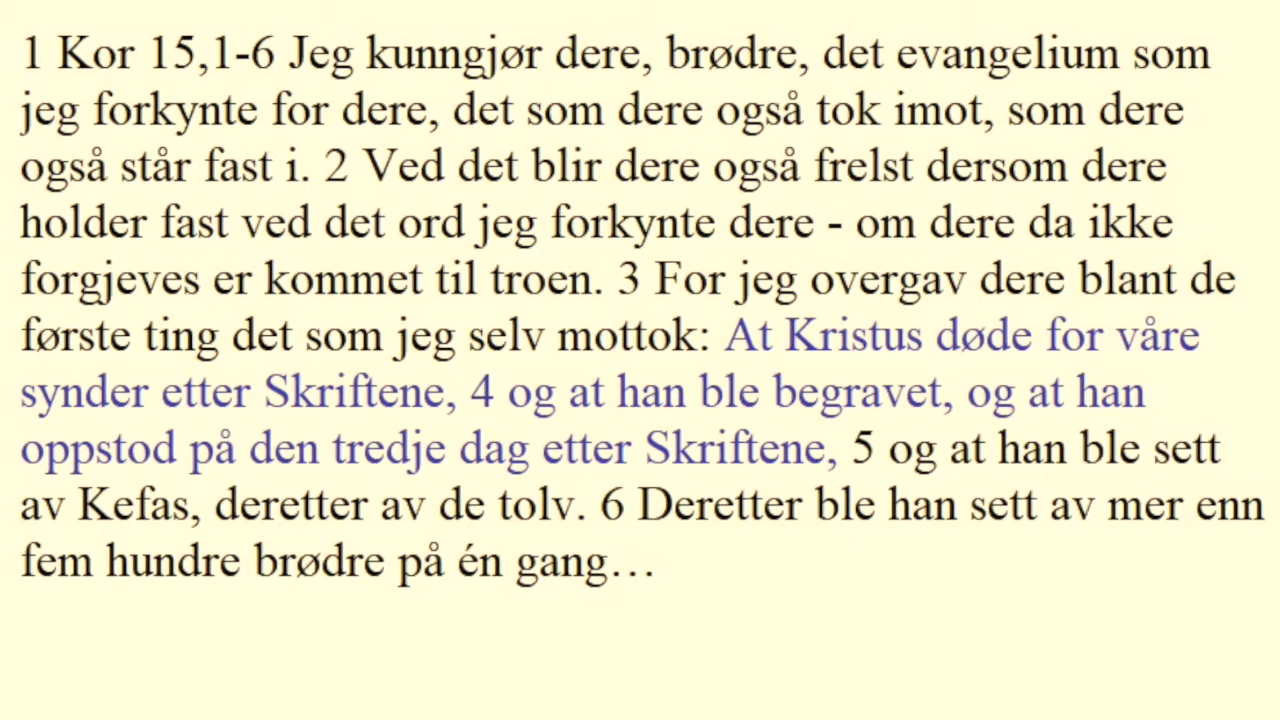 1 Kor 15,1-6 Jeg kunngjør dere, brødre, det evangelium som
jeg forkynte for dere, det som dere også tok imot, som dere
også står fast i. 2 Ved det blir dere også frelst dersom dere
holder fast ved det ord jeg forkynte dere - om dere da ikke
forgjeves er kommet til troen. 3 For jeg overgav dere blant de
første ting det som jeg selv mottok: At Kristus døde for våre
synder etter Skriftene, 4 og at han ble begravet, og at han
oppstod på den tredje dag etter Skriftene, 5 og at han ble sett
av Kefas, deretter av de tolv. 6 Deretter ble han sett av mer enn
fem hundre brødre på én gang…